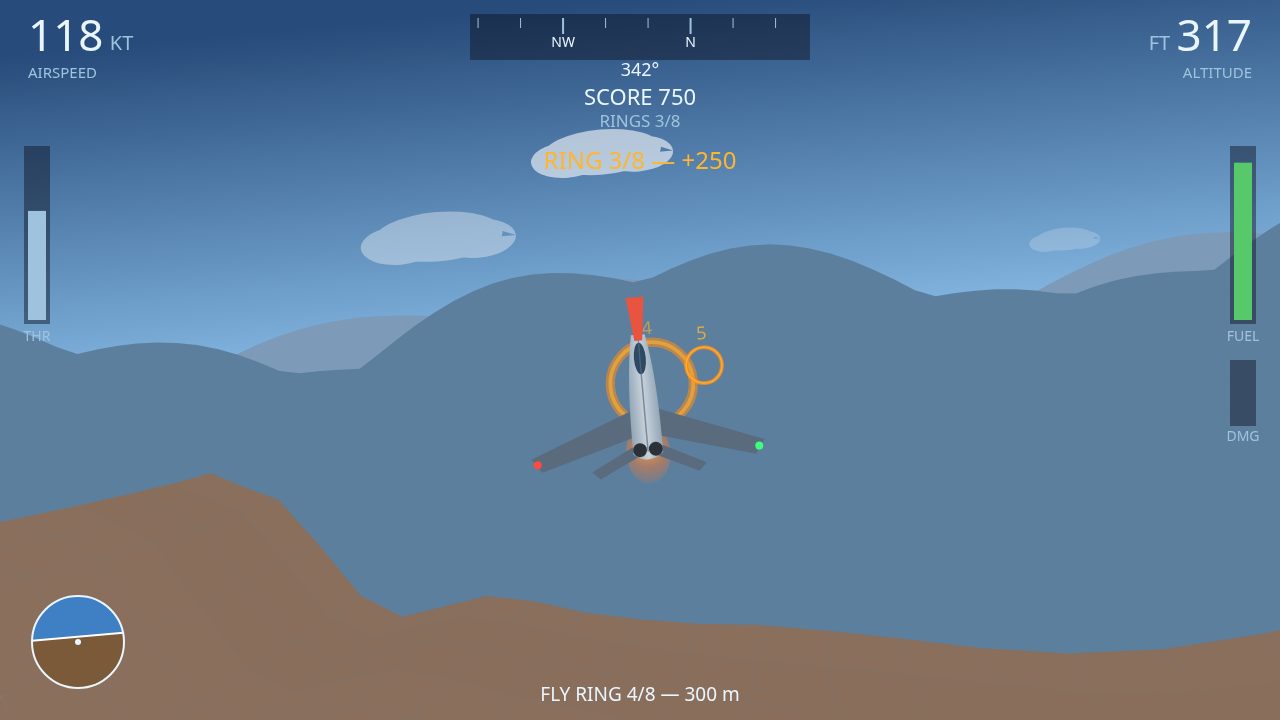 118 KT
AIRSPEED
NW N
342°
SCORE 750
RINGS 3/8
RING 3/8 — +250
FT 317
ALTITUDE
THR
FUEL
DMG
4
5
FLY RING 4/8 — 300 m